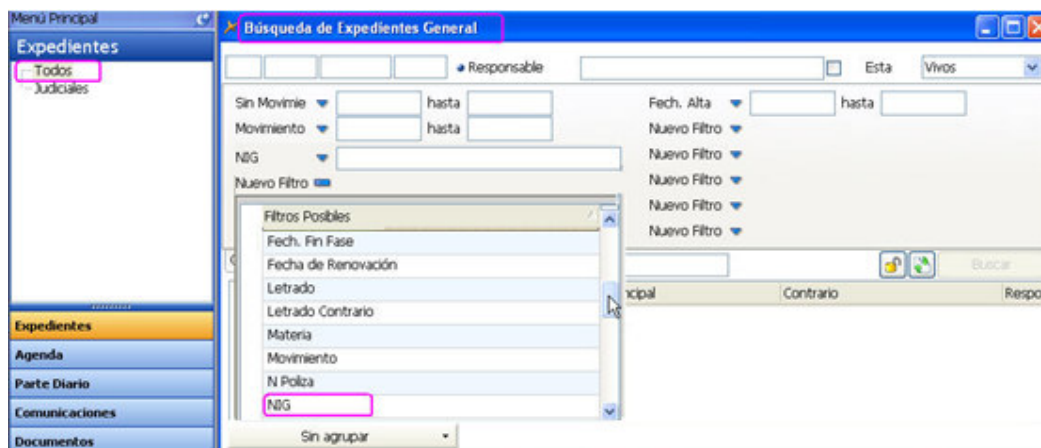 Menú Principal
Expedientes
Todos
Judiciales
Expedientes
Agenda
Parte Diario
Comunicaciones
Documentos
Búsqueda de Expedientes General
Responsable Esta Vivos
Sin Movimie hasta Fech. Alta hasta
Movimiento hasta Nuevo Filtro
NIG Nuevo Filtro
Nuevo Filtro Nuevo Filtro
Nuevo Filtro
Nuevo Filtro
Filtros Posibles
Fech. Fin Fase
Fecha de Renovación
Letrado
Letrado Contrario
Materia
Movimiento
N Poliza
NIG
Buscar
ncipal Contrario Respo
Sin agrupar